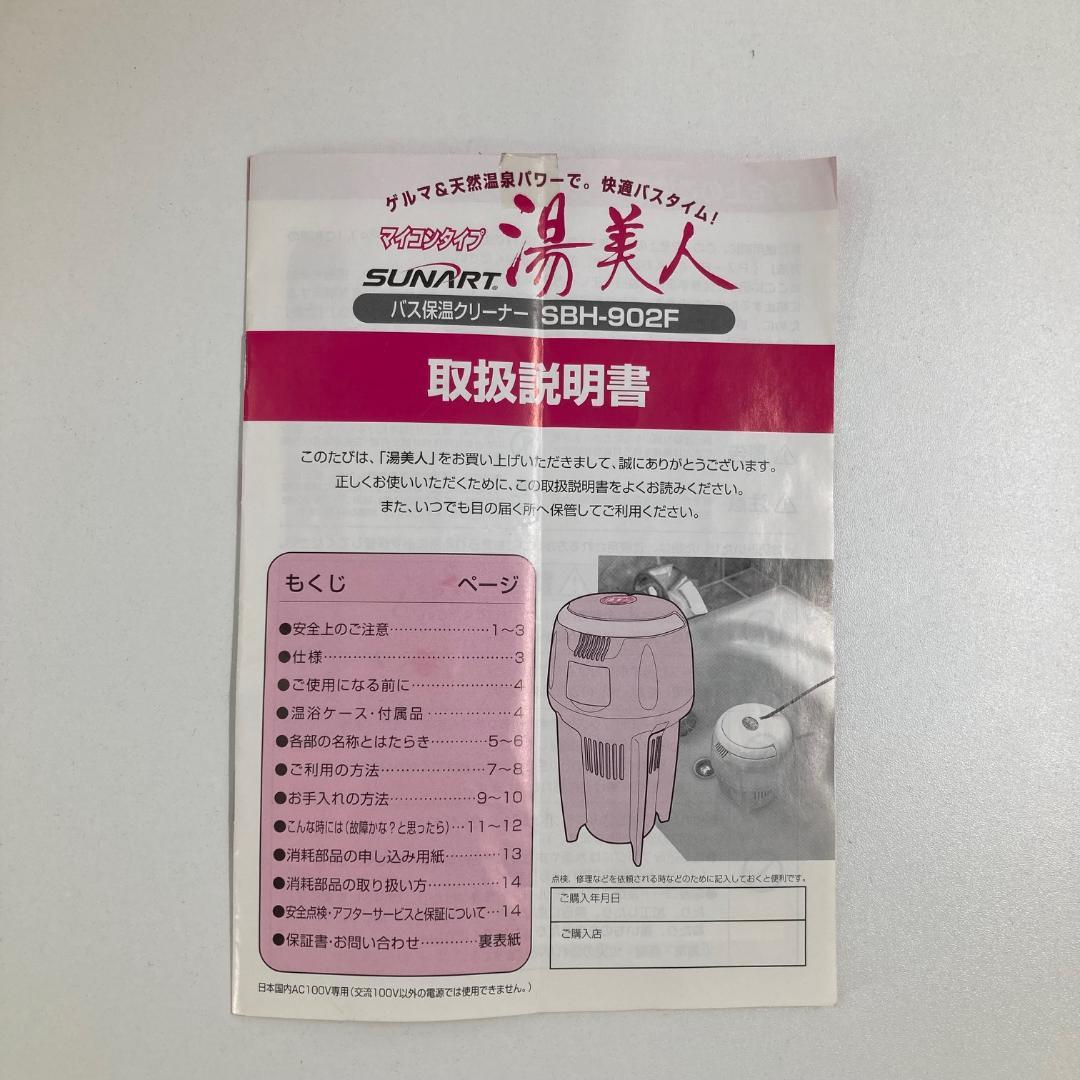 ゲルマ&天然温泉パワーで。快適バスタイム!
マイコンタイプ
SUNART® 湯美人
バス保温クリーナー SBH-902F
取扱説明書
このたびは、「湯美人」をお買い上げいただきまして、誠にありがとうございます。
正しくお使いいただくために、この取扱説明書をよくお読みください。
また、いつでも目の届く所へ保管してご利用ください。
もくじ ページ
●安全上のご注意…………………1~3
●仕様………………………………3
●ご使用になる前に………………4
●温浴ケース・付属品……………4
●各部の名称とはたらき…………5~6
●ご利用の方法…………………7~8
●お手入れの方法………………9~10
●こんな時には(故障かな?と思ったら)…11~12
●消耗部品の申し込み用紙…………13
●消耗部品の取り扱い方……………14
●安全点検・アフターサービスと保証について…14
●保証書・お問い合わせ…………裏表紙
点検、修理などを依頼される時などのために記入しておくと便利です。
ご購入年月日
ご購入店
日本国内AC100V専用(交流100V以外の電源では使用できません。)